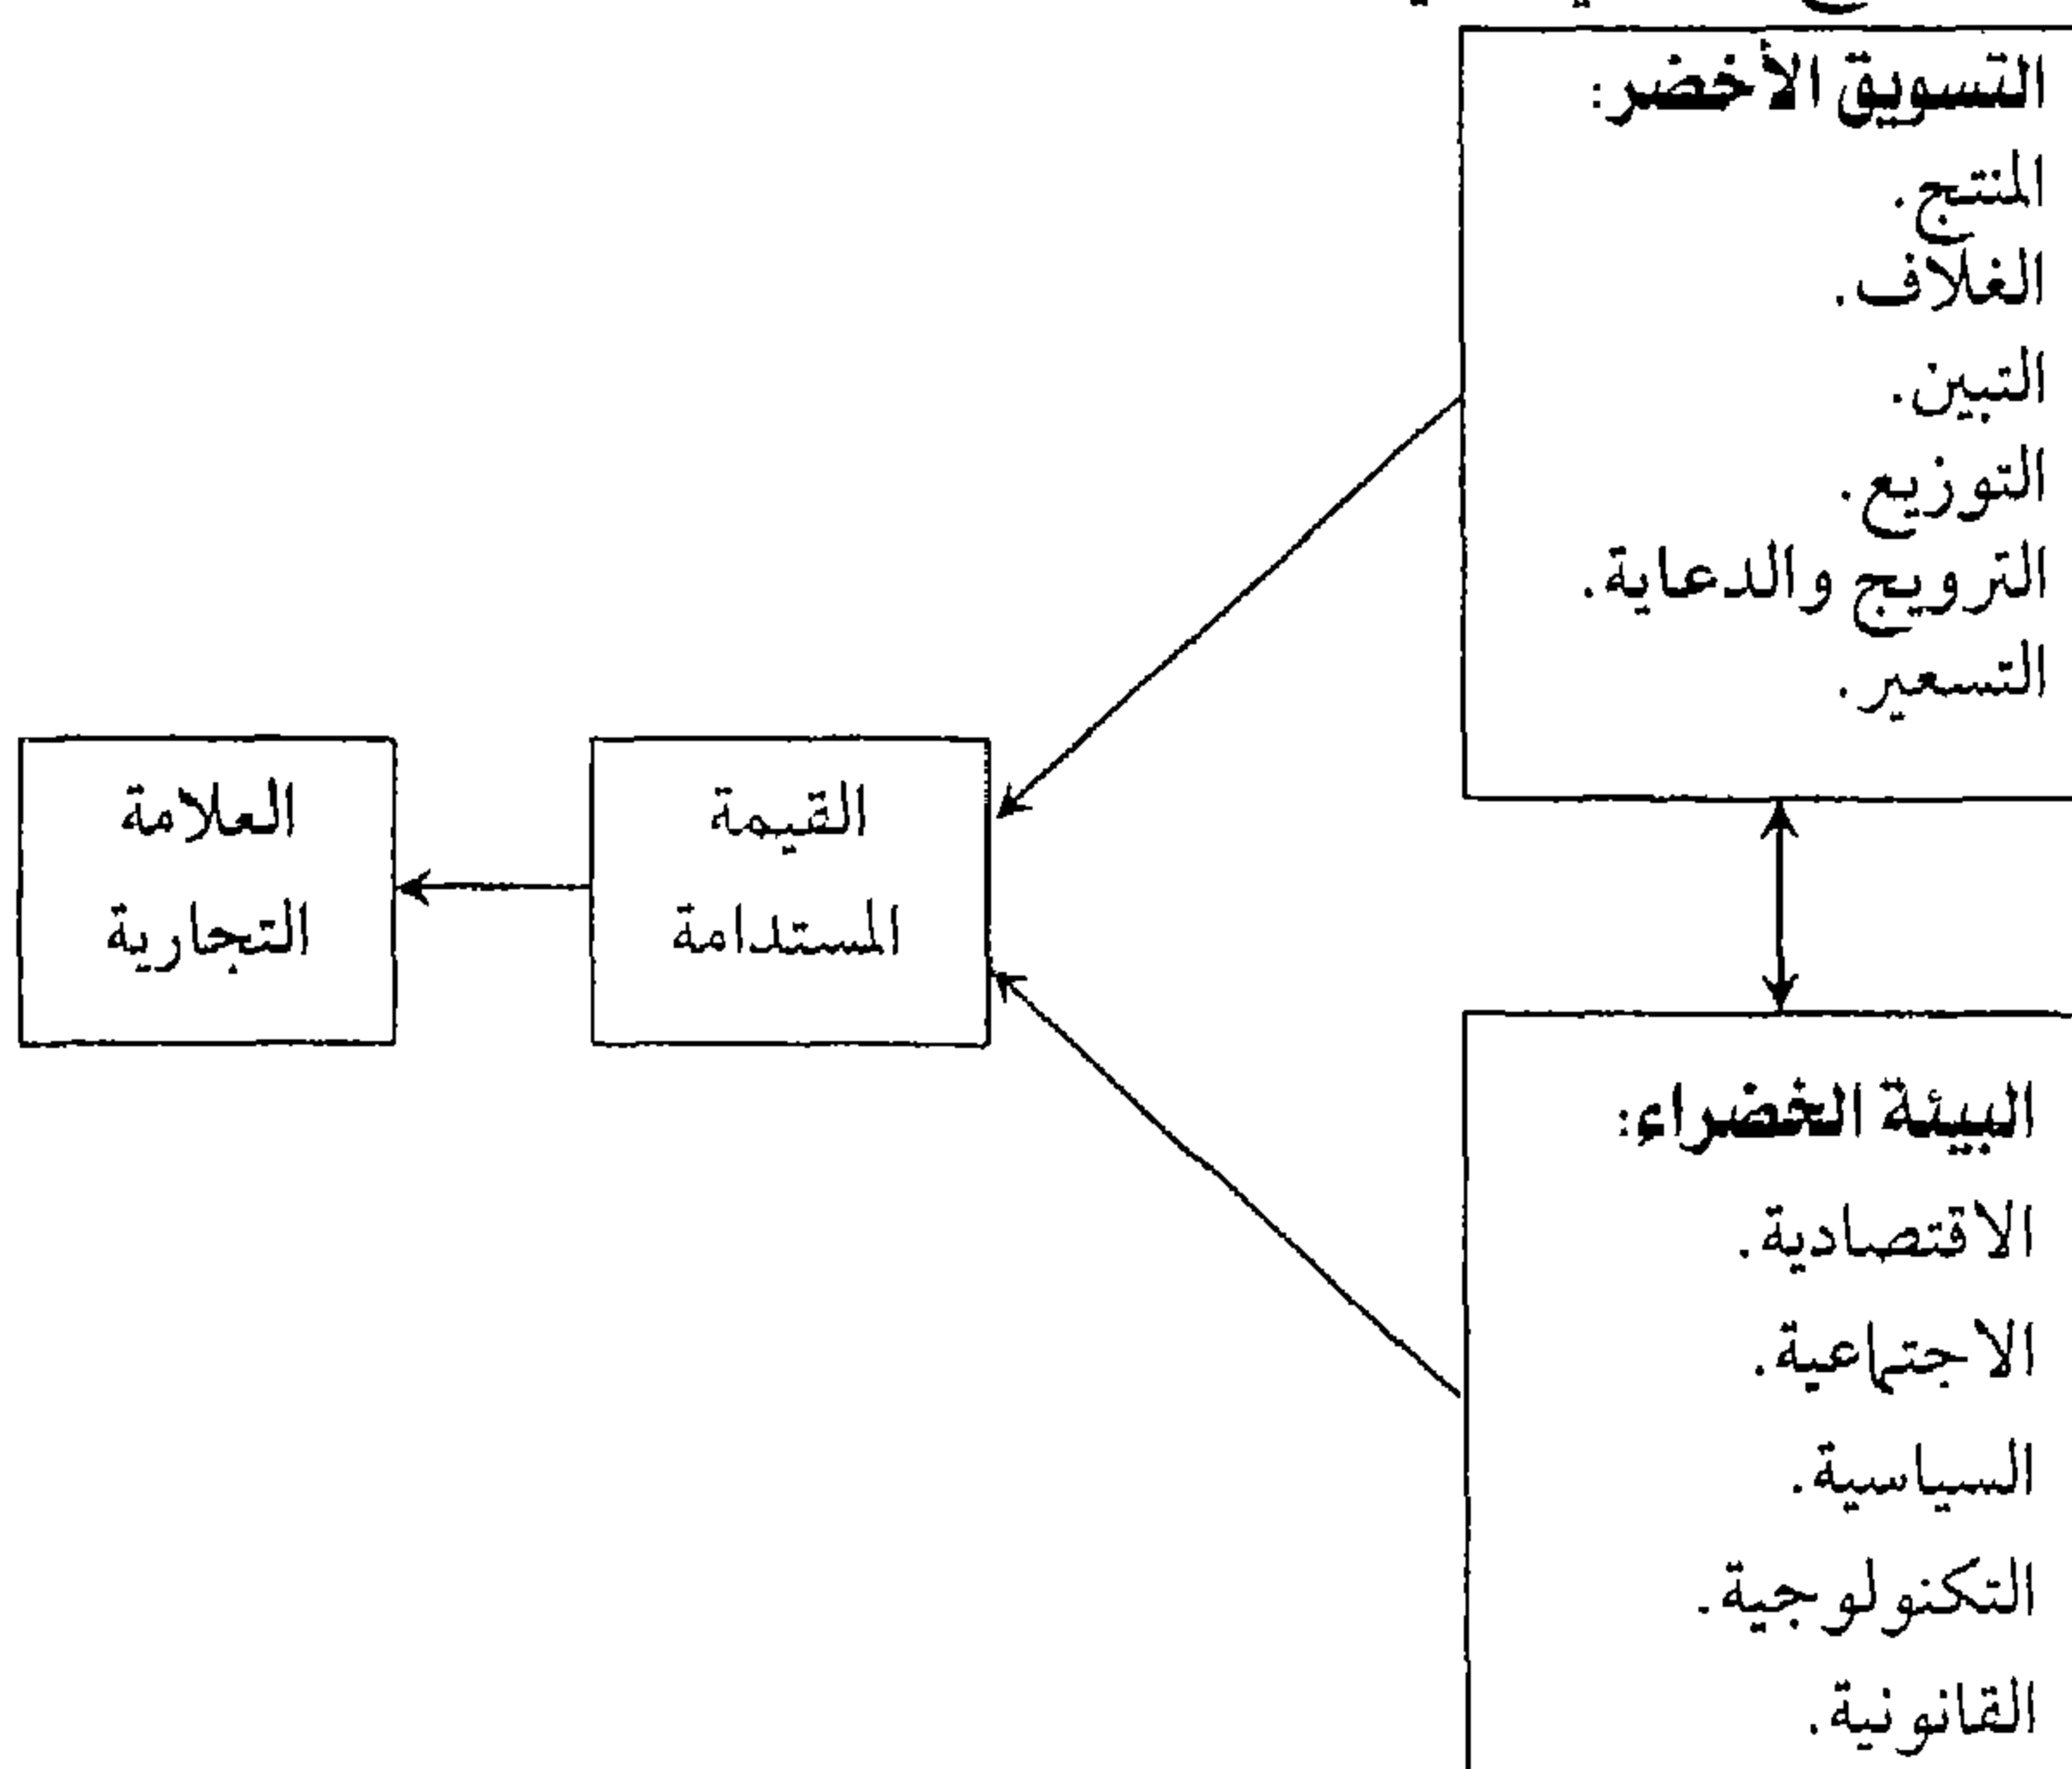 التسويق الأخضر:
المنتج.
الغلاف.
التبين.
التوزيع.
الترويج والدعاية.
التسعير.
القيمة
المستدامة
العلامة
التجارية
البيئة الخضراء:
الاقتصادية.
الاجتماعية.
السياسية.
التكنولوجية.
القانونية.